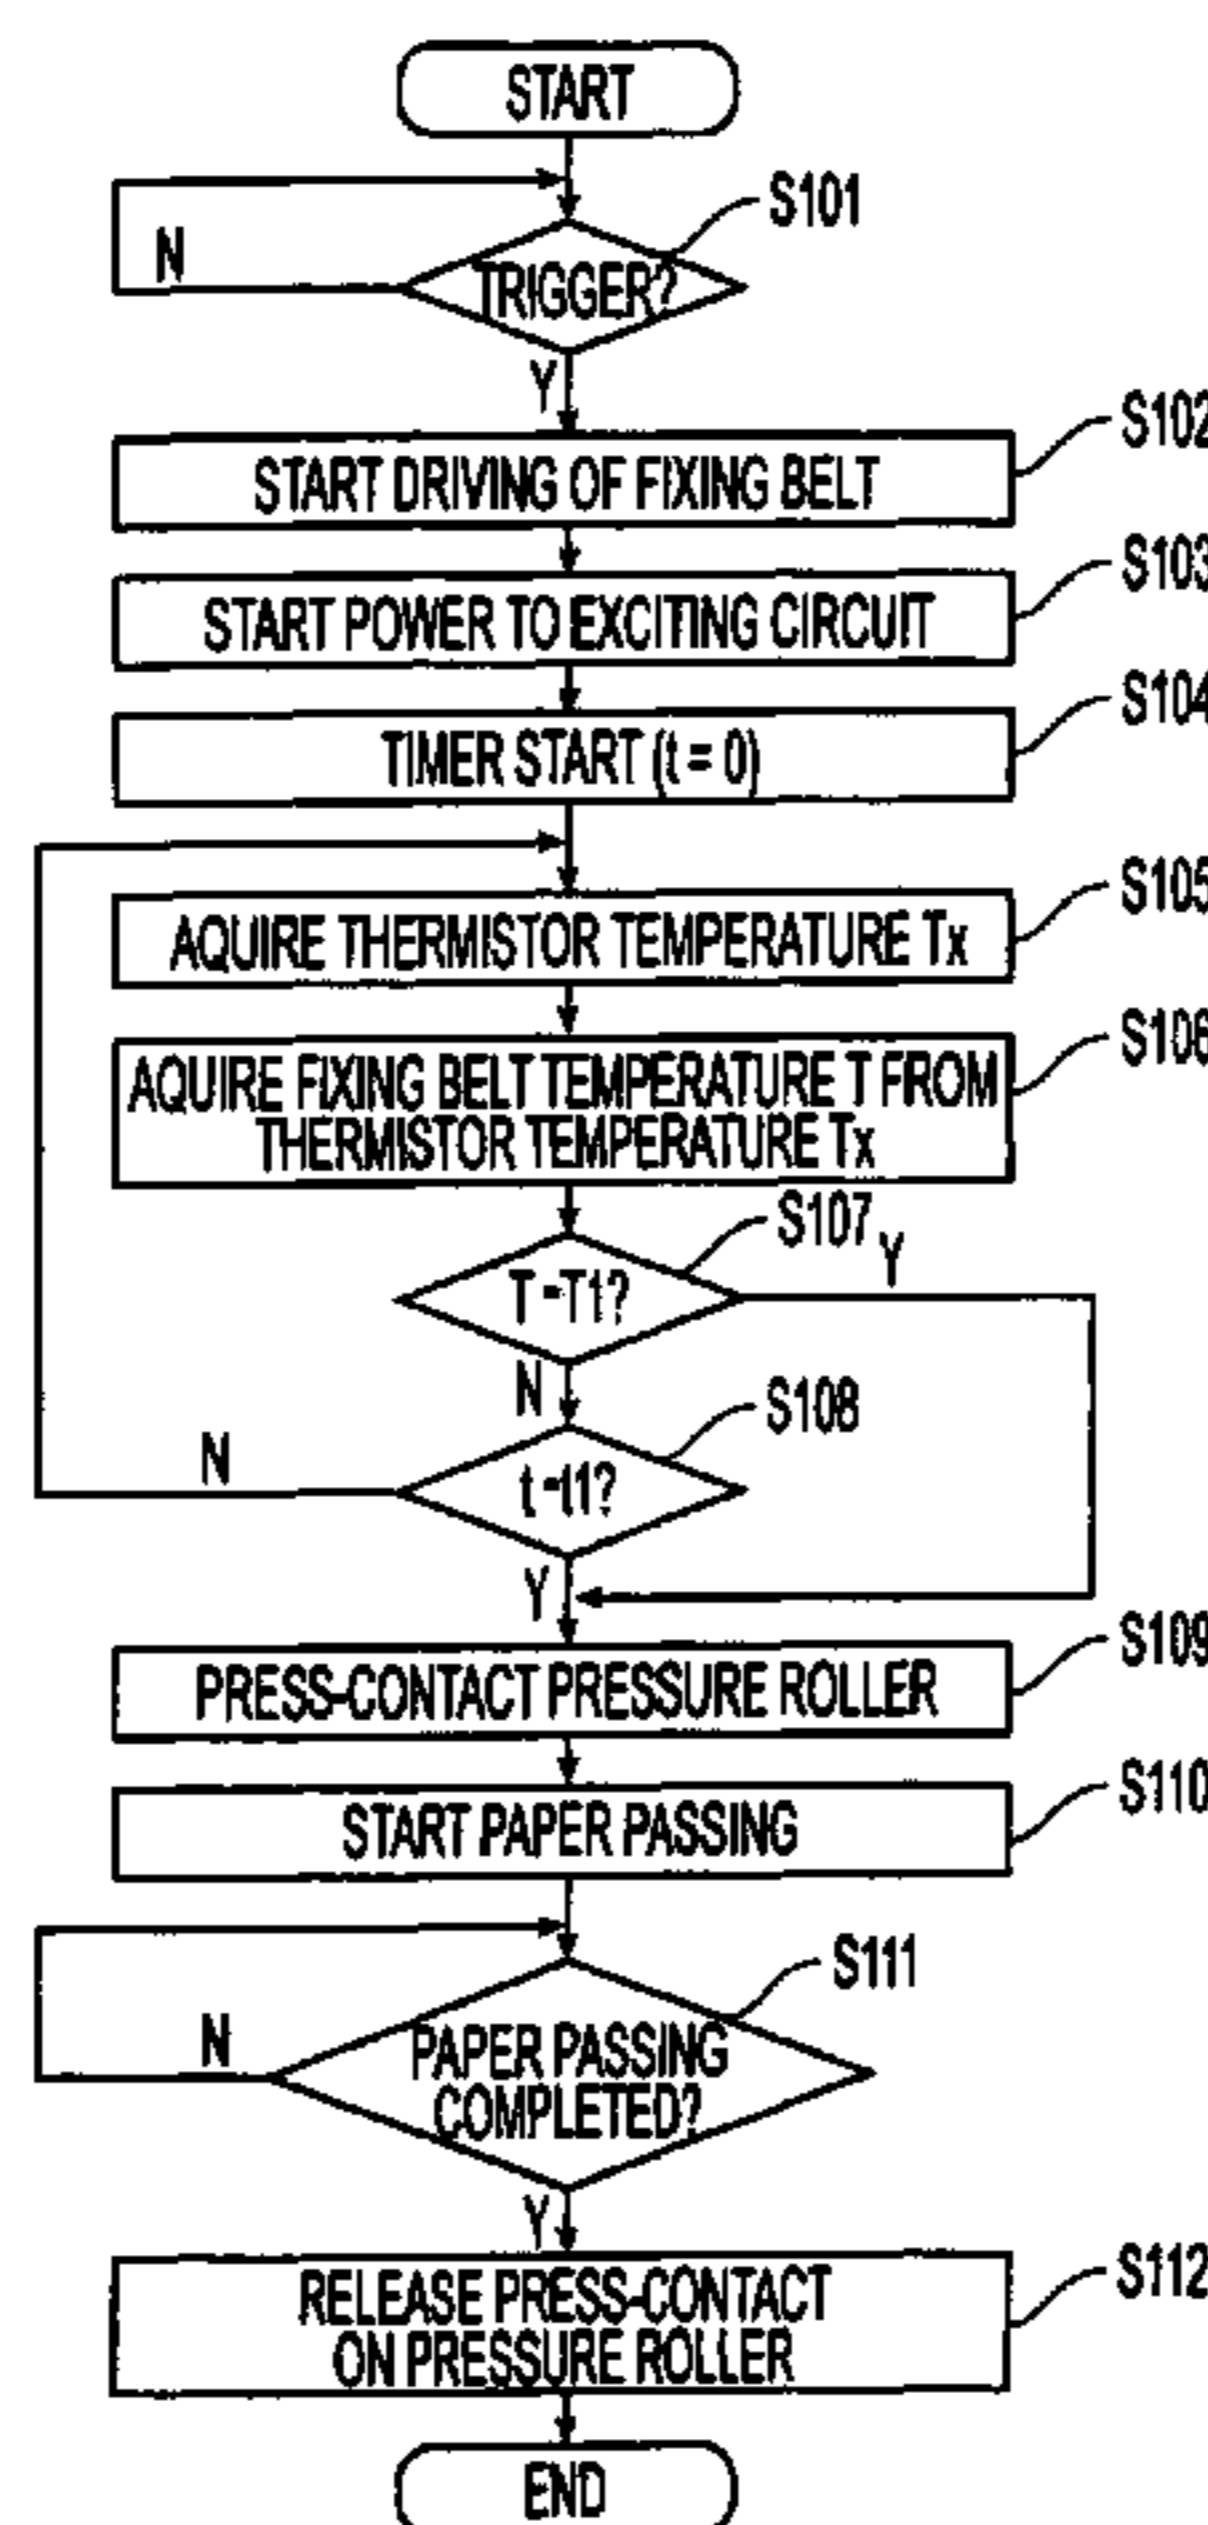 START
S101
N
TRIGGER?
Y
S102
START DRIVING OF FIXING BELT
S103
START POWER TO EXCITING CIRCUIT
S104
TIMER START (t = 0)
S105
AQUIRE THERMISTOR TEMPERATURE Tx
S106
AQUIRE FIXING BELT TEMPERATURE T FROM
THERMISTOR TEMPERATURE Tx
S107
Y
T =T1?
N
S108
N
t =t1?
Y
S109
PRESS-CONTACT PRESSURE ROLLER
S110
START PAPER PASSING
S111
N
PAPER PASSING
COMPLETED?
Y
S112
RELEASE PRESS-CONTACT
ON PRESSURE ROLLER
END